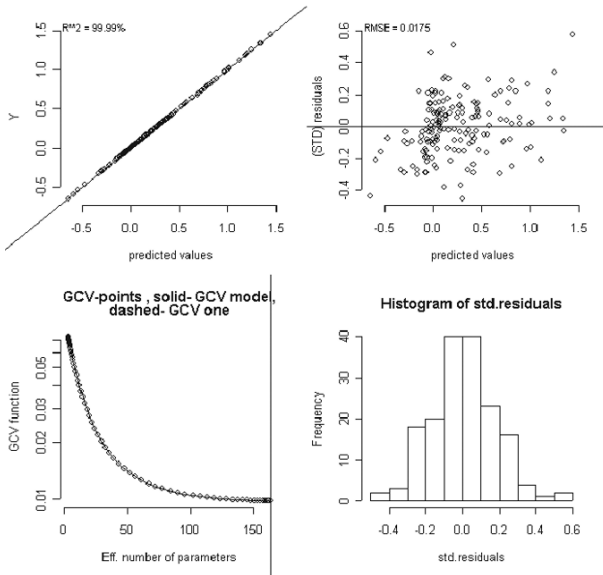 R**2 = 99.99%
Y
-0.5 0.0 0.5 1.0 1.5
-0.5 0.0 0.5 1.0 1.5
predicted values
RMSE = 0.0175
(STD) residuals
-0.4 -0.2 0.0 0.2 0.4 0.6
-0.5 0.0 0.5 1.0 1.5
predicted values
GCV-points , solid- GCV model,
dashed- GCV one
GCV function
0.01 0.02 0.03 0.05
0 50 100 150
Eff. number of parameters
Histogram of std.residuals
Frequency
0 10 20 30 40
-0.4 -0.2 0.0 0.2 0.4 0.6
std.residuals